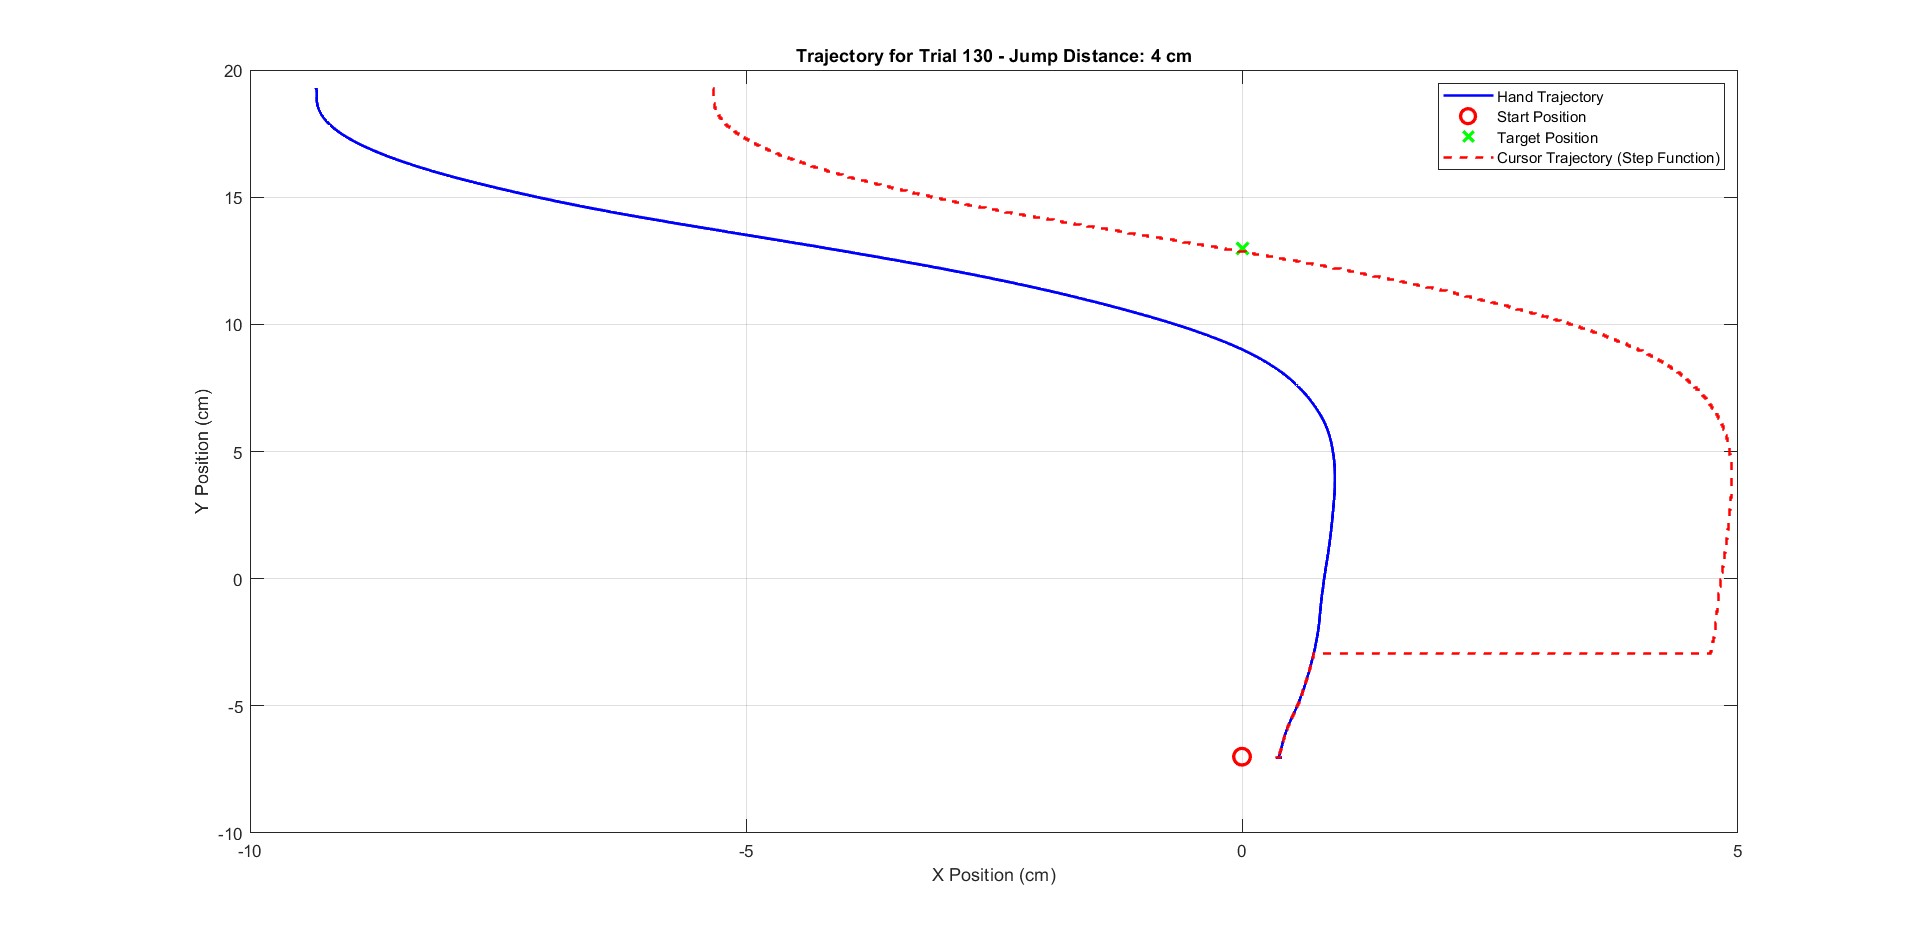 Trajectory for Trial 130 - Jump Distance: 4 cm
Hand Trajectory
Start Position
Target Position
Cursor Trajectory (Step Function)
20
15
10
5
0
-5
-10
Y Position (cm)
-10
-5
0
5
X Position (cm)